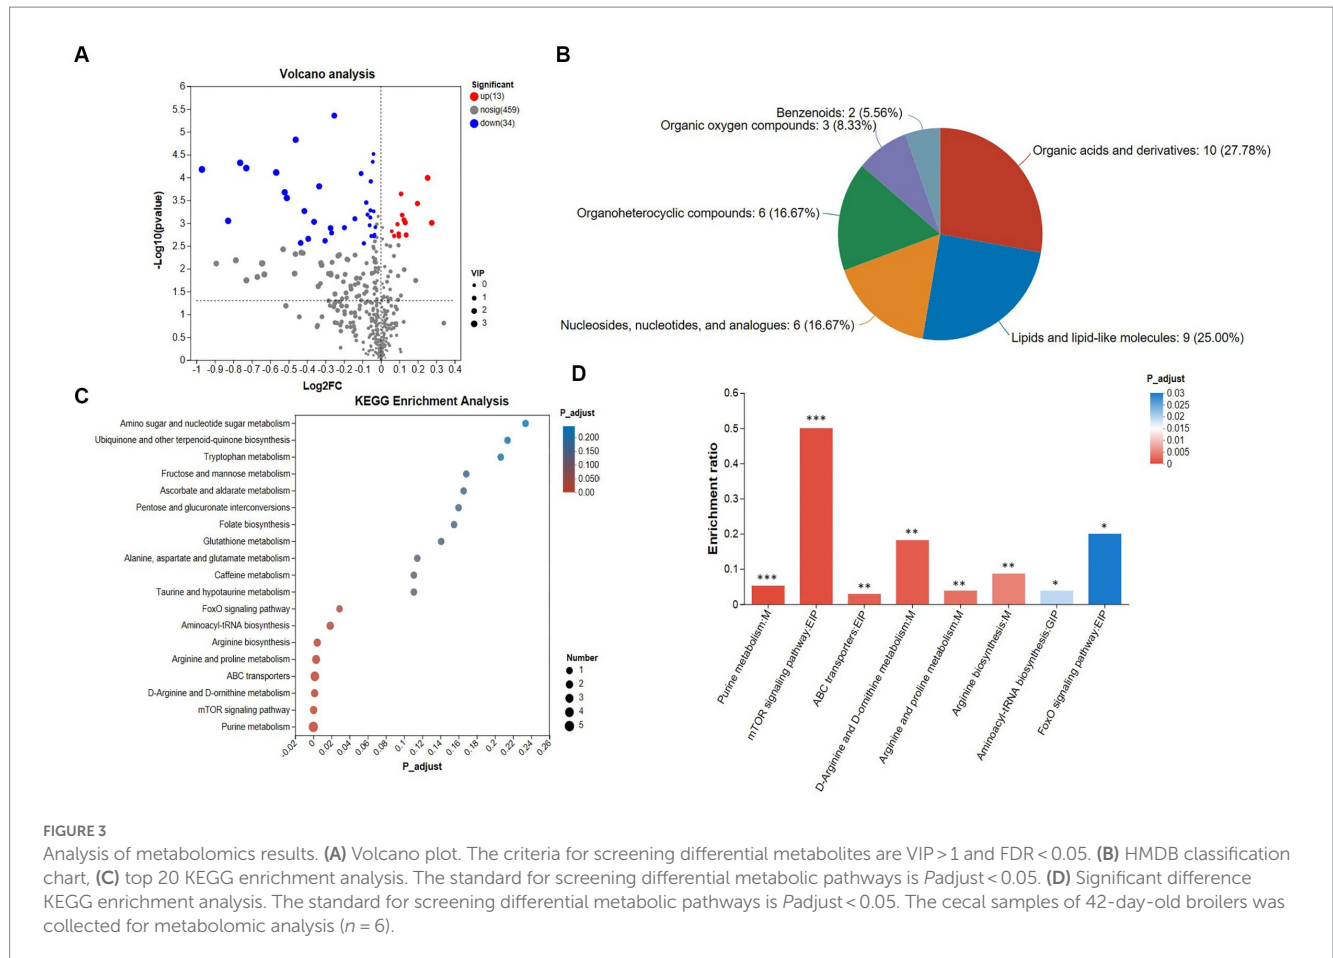 A
Volcano analysis
-Log10(pvalue)
6
5.5
5
4.5
4
3.5
3
2.5
2
1.5
1
0.5
0
-1 -0.9 -0.8 -0.7 -0.6 -0.5 -0.4 -0.3 -0.2 -0.1 0 0.1 0.2 0.3 0.4
Log2FC
Significant
up(13)
nosig(459)
down(34)
VIP
0
1
2
3
B
Benzenoids: 2 (5.56%)
Organic oxygen compounds: 3 (8.33%)
Organic acids and derivatives: 10 (27.78%)
Organoheterocyclic compounds: 6 (16.67%)
Nucleosides, nucleotides, and analogues: 6 (16.67%)
Lipids and lipid-like molecules: 9 (25.00%)
C
KEGG Enrichment Analysis
Amino sugar and nucleotide sugar metabolism
Ubiquinone and other terpenoid-quinone biosynthesis
Tryptophan metabolism
Fructose and mannose metabolism
Ascorbate and aldarate metabolism
Pentose and glucuronate interconversions
Folate biosynthesis
Glutathione metabolism
Alanine, aspartate and glutamate metabolism
Caffeine metabolism
Taurine and hypotaurine metabolism
FoxO signaling pathway
Aminoacyl-tRNA biosynthesis
Arginine biosynthesis
Arginine and proline metabolism
ABC transporters
D-Arginine and D-ornithine metabolism
mTOR signaling pathway
Purine metabolism
-0.02 0 0.02 0.04 0.06 0.08 0.1 0.12 0.14 0.16 0.18 0.2 0.22 0.24 0.26
P_adjust
P_adjust
0.200
0.150
0.100
0.050
0.00
Number
1
2
3
4
5
D
Enrichment ratio
0.6
0.5
0.4
0.3
0.2
0.1
0
***
***
**
**
**
**
*
*
Purine metabolism:M
mTOR signaling pathway:EIP
ABC transporters:EIP
D-Arginine and D-ornithine metabolism:M
Arginine and proline metabolism:M
Arginine biosynthesis:M
Aminoacyl-tRNA biosynthesis:GIP
FoxO signaling pathway:EIP
P_adjust
0.03
0.025
0.02
0.015
0.01
0.005
0
FIGURE 3
Analysis of metabolomics results. (A) Volcano plot. The criteria for screening differential metabolites are VIP > 1 and FDR < 0.05. (B) HMDB classification
chart, (C) top 20 KEGG enrichment analysis. The standard for screening differential metabolic pathways is Padjust < 0.05. (D) Significant difference
KEGG enrichment analysis. The standard for screening differential metabolic pathways is Padjust < 0.05. The cecal samples of 42-day-old broilers was
collected for metabolomic analysis (n = 6).